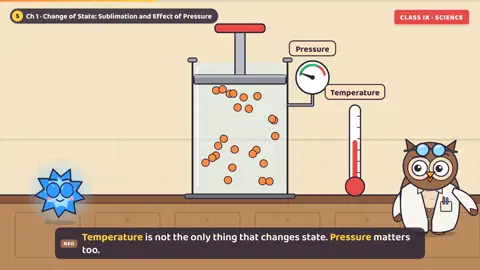 5 Ch 1 - Change of State: Sublimation and Effect of Pressure
CLASS IX - SCIENCE
Pressure
Temperature
NEO Temperature is not the only thing that changes state. Pressure matters
too.